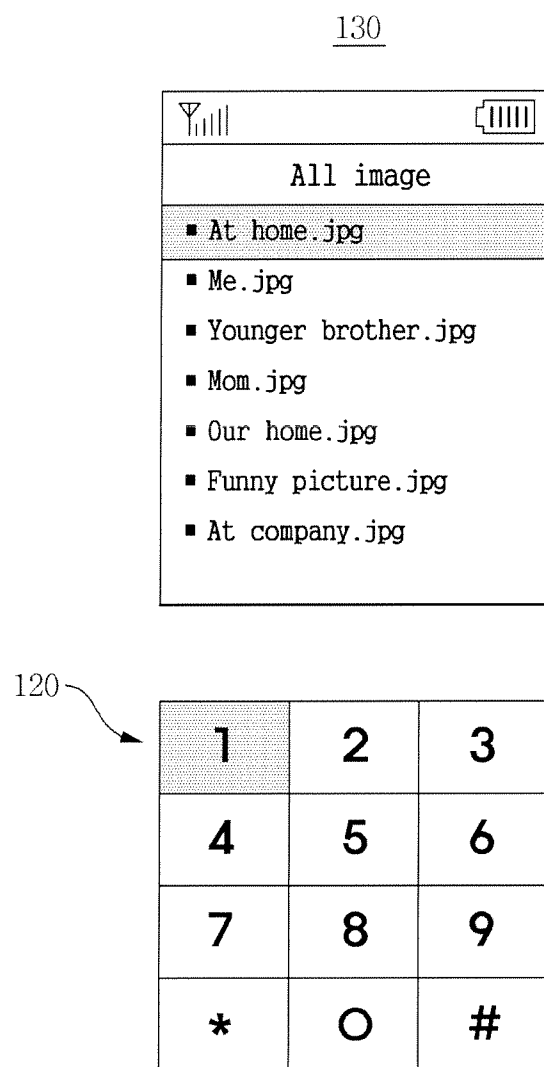 130
All image
▪ At home.jpg
▪ Me.jpg
▪ Younger brother.jpg
▪ Mom.jpg
▪ Our home.jpg
▪ Funny picture.jpg
▪ At company.jpg
120
1 2 3
4 5 6
7 8 9
* 0 #